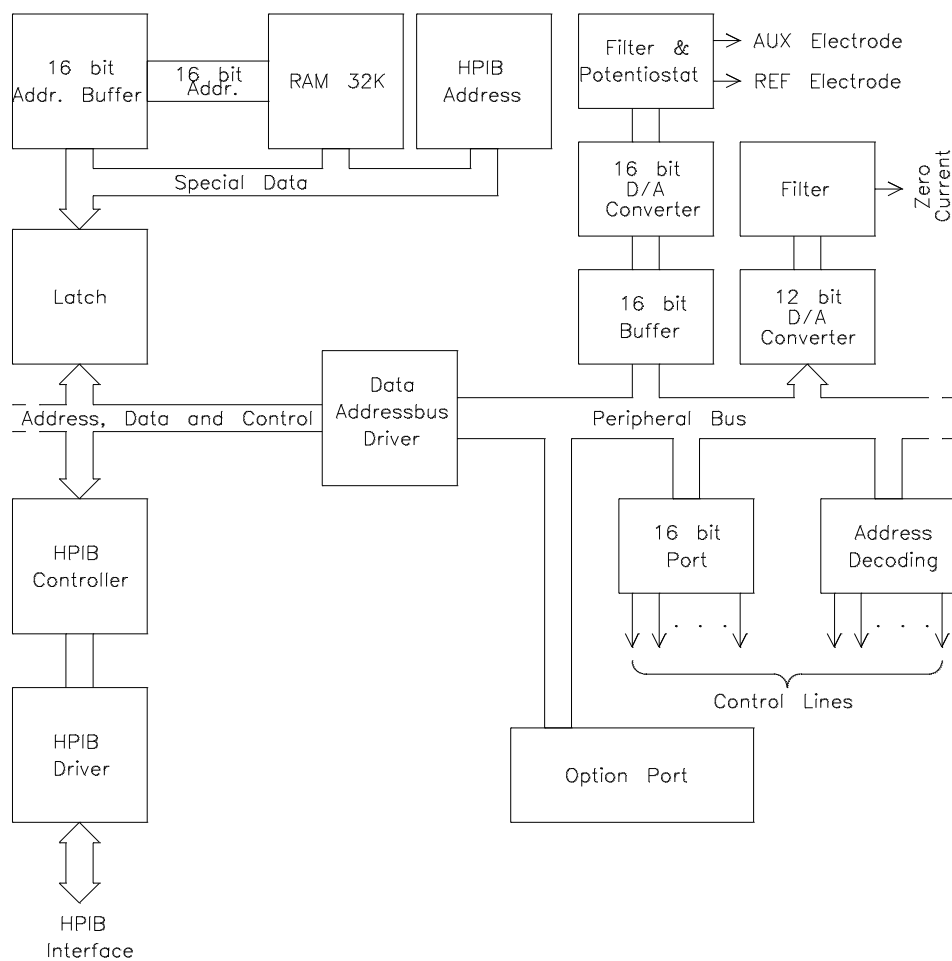 16 bit
Addr. Buffer
16 bit
Addr.
RAM 32K
HPIB
Address
Filter &
Potentiostat
AUX Electrode
REF Electrode
Special Data
16 bit
D/A
Converter
Filter
Zero
Current
Latch
16 bit
Buffer
12 bit
D/A
Converter
Data
Addressbus
Driver
Address, Data and Control
Peripheral Bus
HPIB
Controller
16 bit
Port
Address
Decoding
. . .
. . .
Control Lines
HPIB
Driver
Option Port
HPIB
Interface